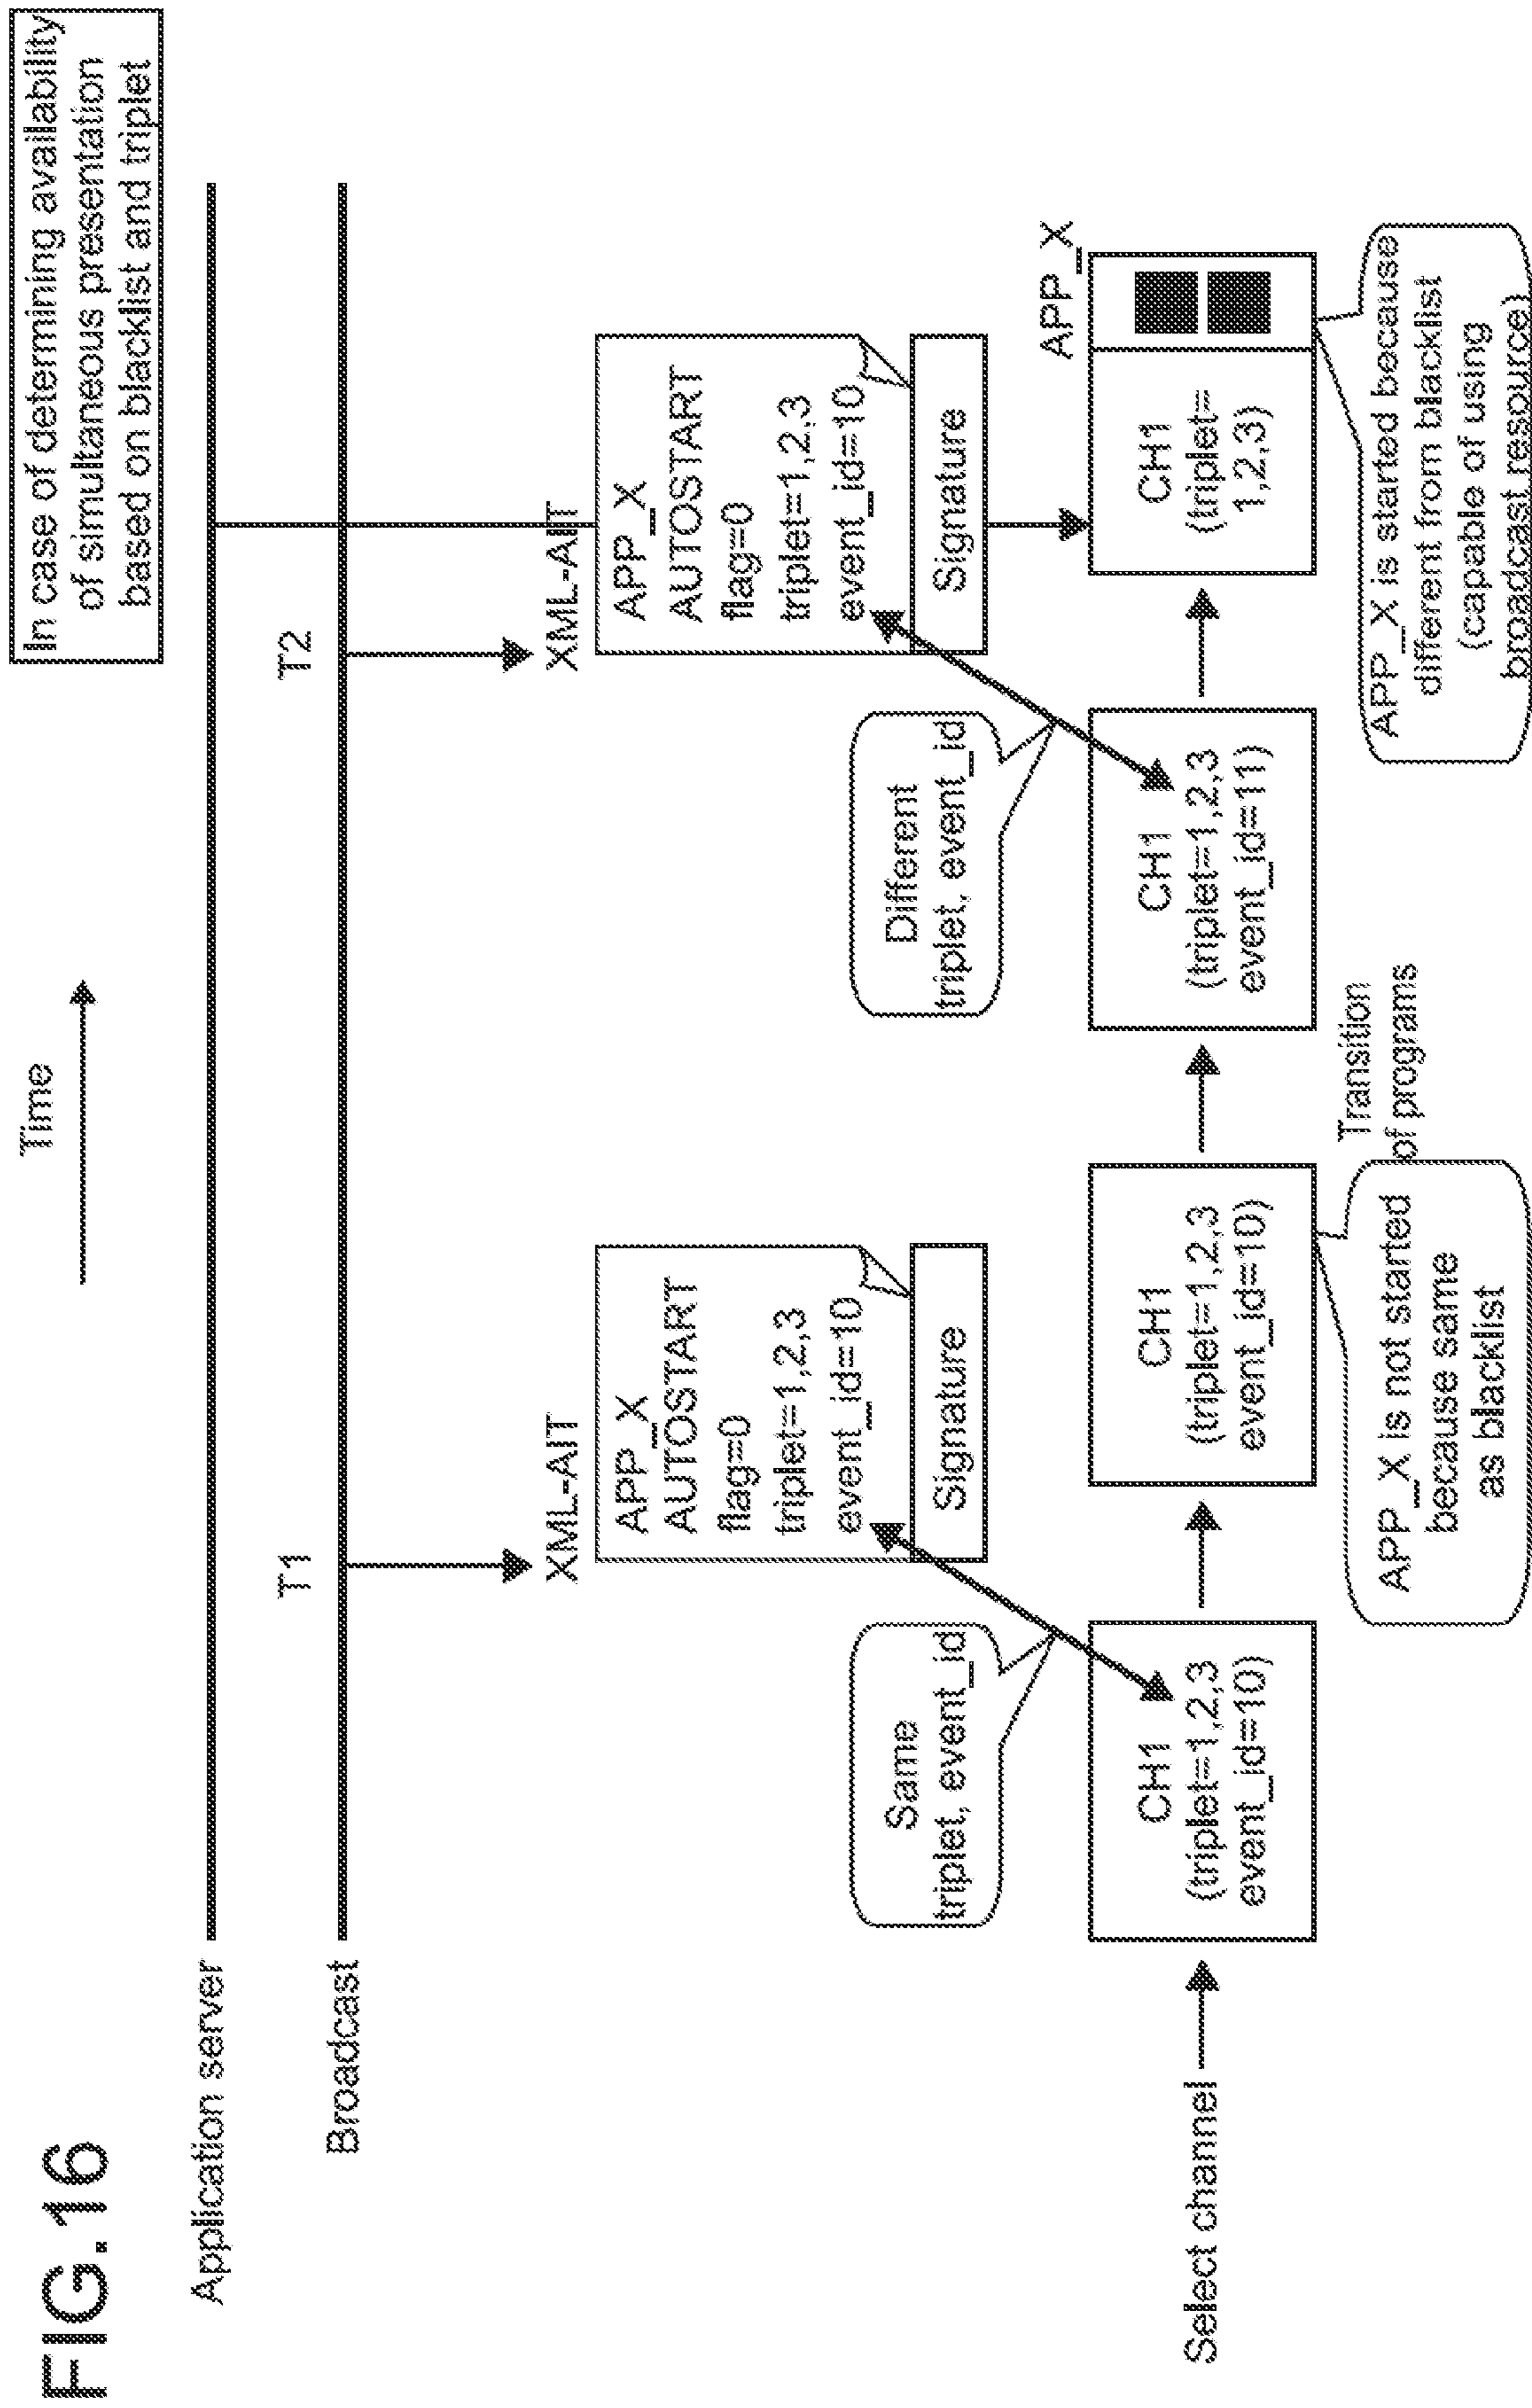 FIG.16
In case of determining availability
of simultaneous presentation
based on blacklist and triplet
Time
Application server
Broadcast
T1
T2
XML-AIT
APP_X
AUTOSTART
flag=0
triplet=1,2,3
event_id=10
Signature
XML-AIT
APP_X
AUTOSTART
flag=0
triplet=1,2,3
event_id=10
Signature
Same
triplet, event_id
Different
triplet, event_id
Select channel
CH1
(triplet=1,2,3
event_id=10)
CH1
(triplet=1,2,3
event_id=10)
Transition
of programs
CH1
(triplet=1,2,3
event_id=11)
APP_X
CH1
(triplet=
1,2,3)
APP_X is not started
because same
as blacklist
APP_X is started because
different from blacklist
(capable of using
broadcast resource)